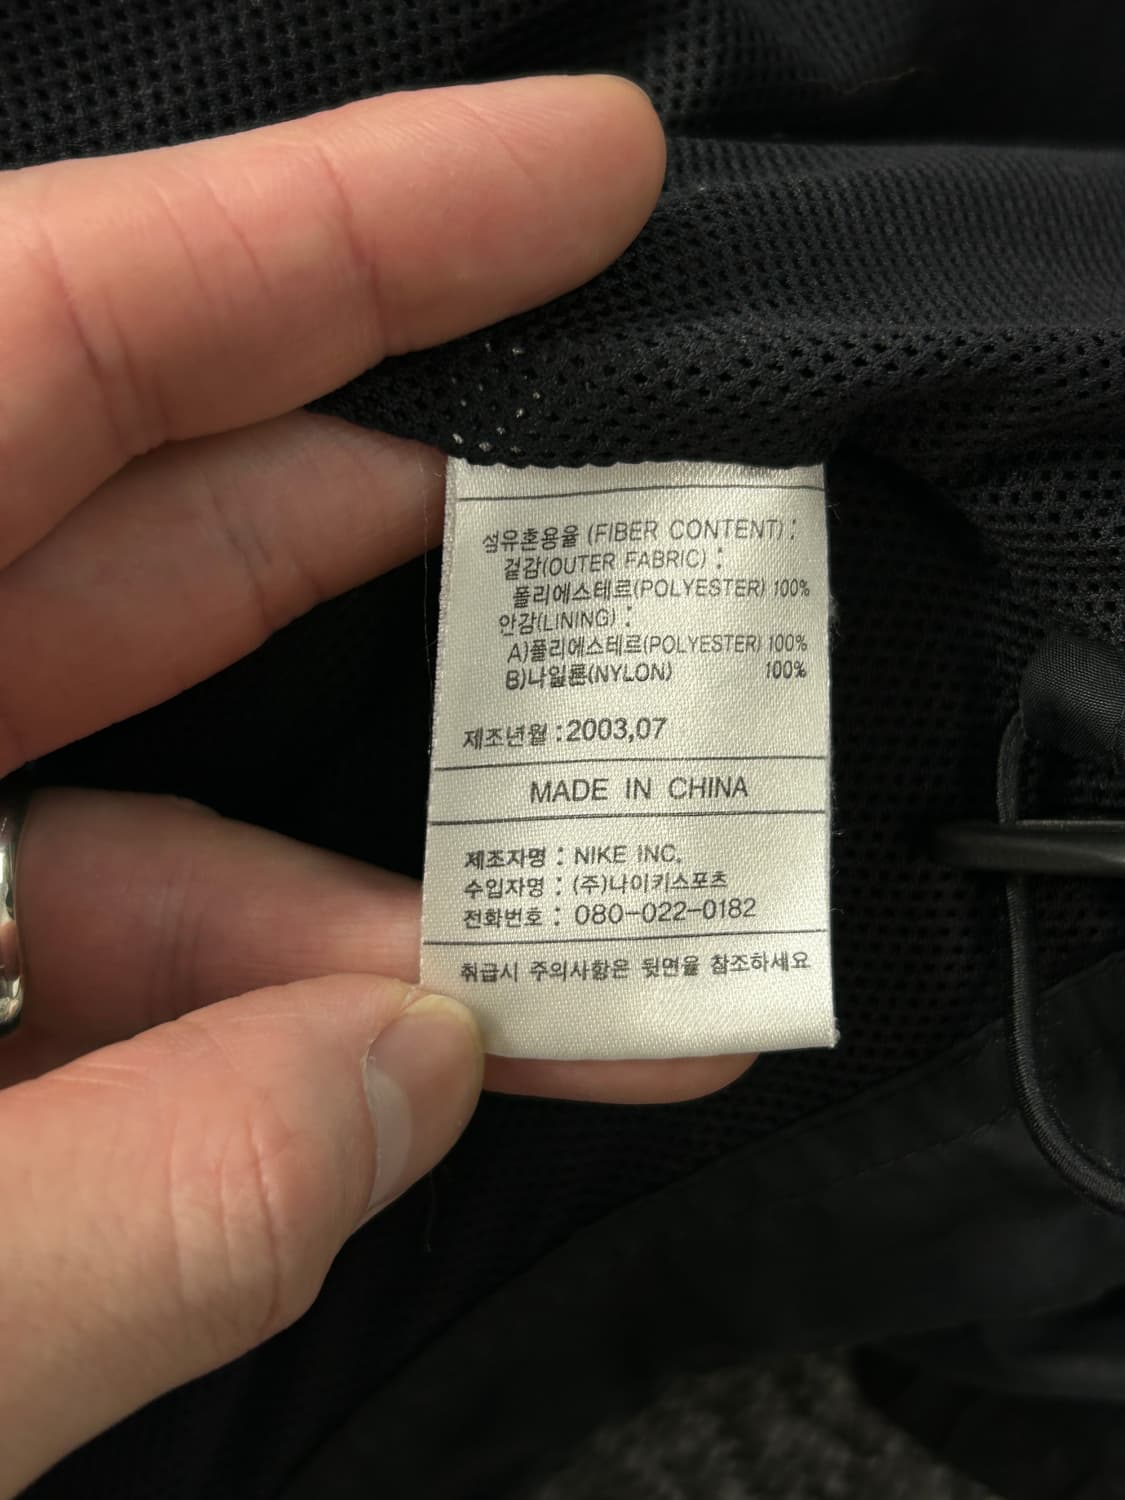 섬유혼용율 (FIBER CONTENT) :
겉감(OUTER FABRIC) :
폴리에스테르(POLYESTER) 100%
안감(LINING) :
A)폴리에스테르(POLYESTER) 100%
B)나일론(NYLON) 100%
제조년월 : 2003,07
MADE IN CHINA
제조자명 : NIKE INC.
수입자명 : (주)나이키스포츠
전화번호 : 080-022-0182
취급시 주의사항은 뒷면을 참조하세요